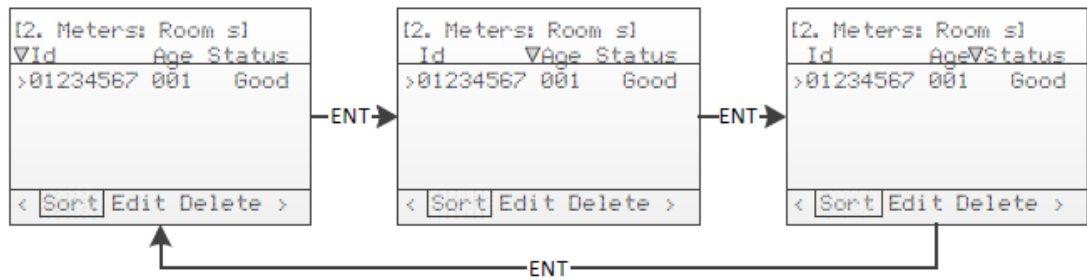 [2. Meters: Room s]
▽Id Age Status
>01234567 001 Good
< Sort Edit Delete >
ENT
[2. Meters: Room s]
Id ▽Age Status
>01234567 001 Good
< Sort Edit Delete >
ENT
[2. Meters: Room s]
Id Age▽Status
>01234567 001 Good
< Sort Edit Delete >
ENT